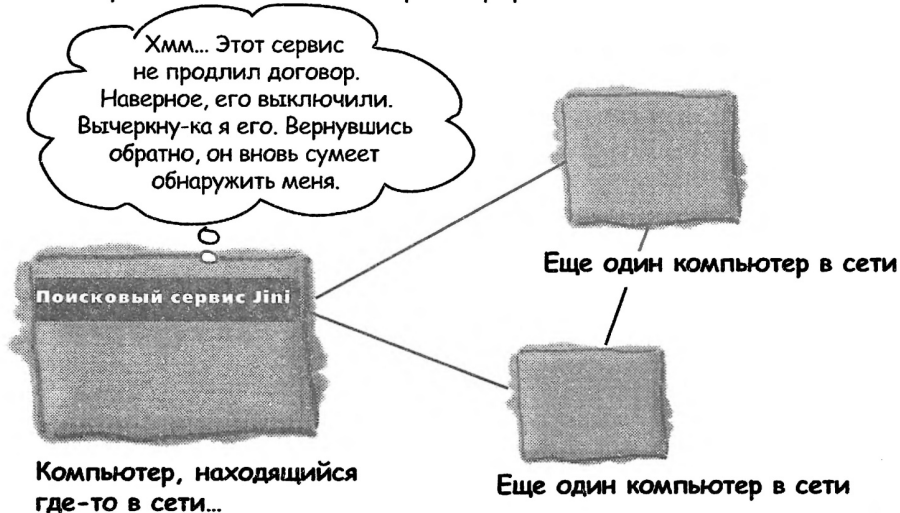 Хмм... Этот сервис
не продлил договор.
Наверное, его выключили.
Вычеркну-ка я его. Вернувшись
обратно, он вновь сумеет
обнаружить меня.
Еще один компьютер в сети
Поисковый сервис Jini
Компьютер, находящийся
где-то в сети...
Еще один компьютер в сети